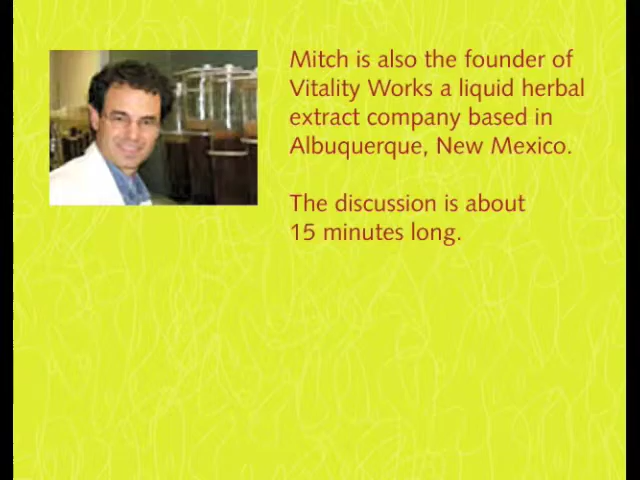 Mitch is also the founder of
Vitality Works a liquid herbal
extract company based in
Albuquerque, New Mexico.
The discussion is about
15 minutes long.